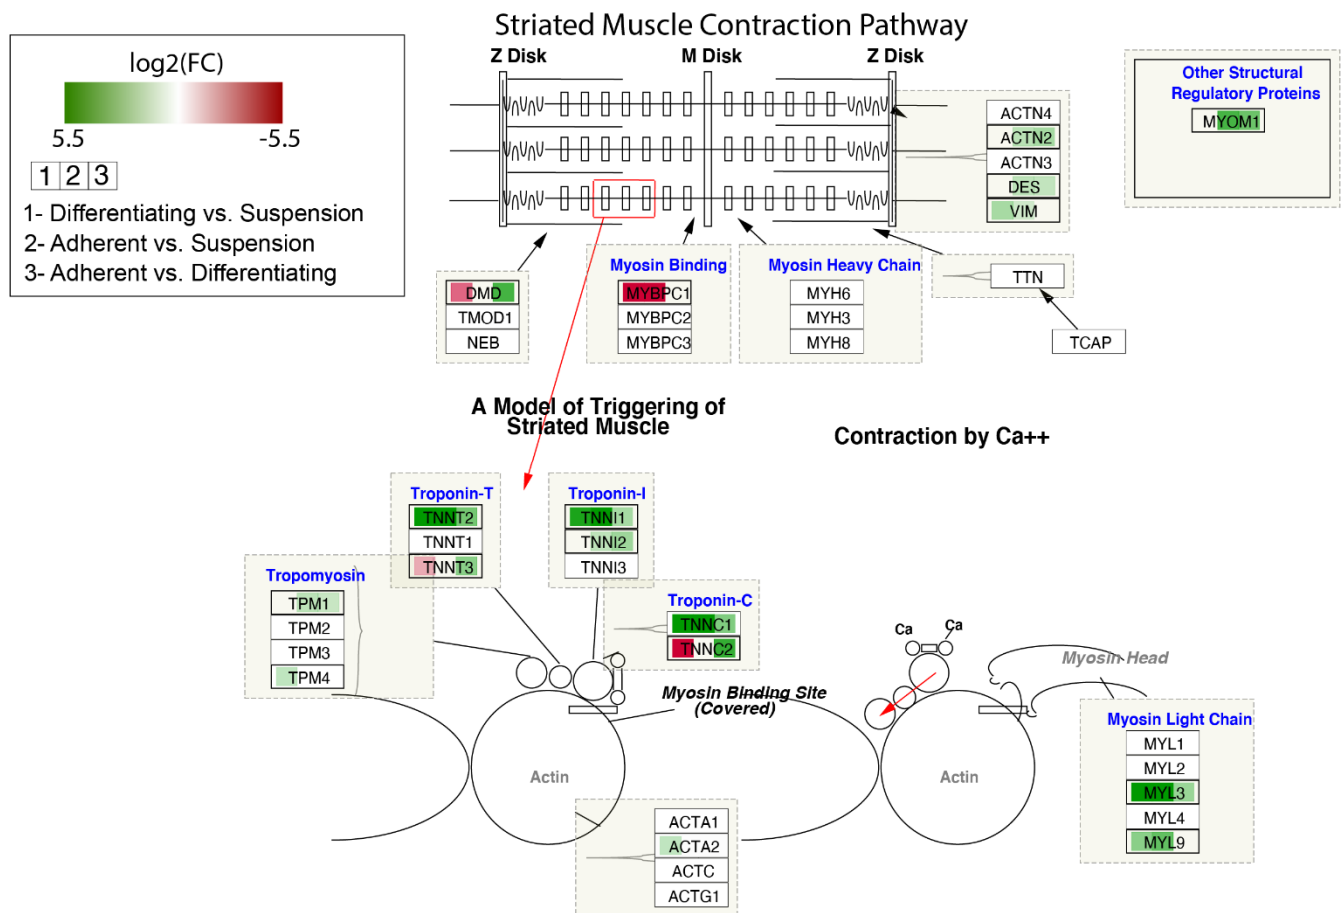 Striated Muscle Contraction Pathway
log2(FC)
5.5
-5.5
1 2 3
1- Differentiating vs. Suspension
2- Adherent vs. Suspension
3- Adherent vs. Differentiating
Z Disk
M Disk
Z Disk
ACTN4
ACTN2
ACTN3
DES
VIM
Other Structural
Regulatory Proteins
MYOM1
DMD
TMOD1
NEB
Myosin Binding
MYBPC1
MYBPC2
MYBPC3
Myosin Heavy Chain
MYH6
MYH3
MYH8
TTN
TCAP
A Model of Triggering of
Striated Muscle
Contraction by Ca++
Troponin-T
TNNT2
TNNT1
TNNT3
Troponin-I
TNNI1
TNNI2
TNNI3
Tropomyosin
TPM1
TPM2
TPM3
TPM4
Troponin-C
TNNC1
TNNC2
Myosin Binding Site
(Covered)
Ca
Ca
Myosin Head
Myosin Light Chain
MYL1
MYL2
MYL3
MYL4
MYL9
Actin
Actin
ACTA1
ACTA2
ACTC
ACTG1